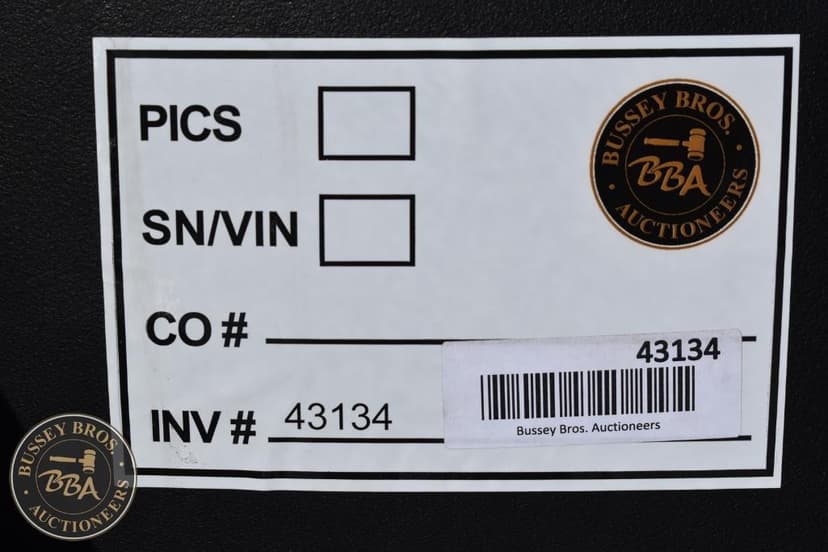 PICS
SN/VIN
CO #
INV # 43134
BUSSEY BROS.
BBA
AUCTIONEERS
43134
Bussey Bros. Auctioneers
BUSSEY BROS.
BBA
AUCTIONEERS